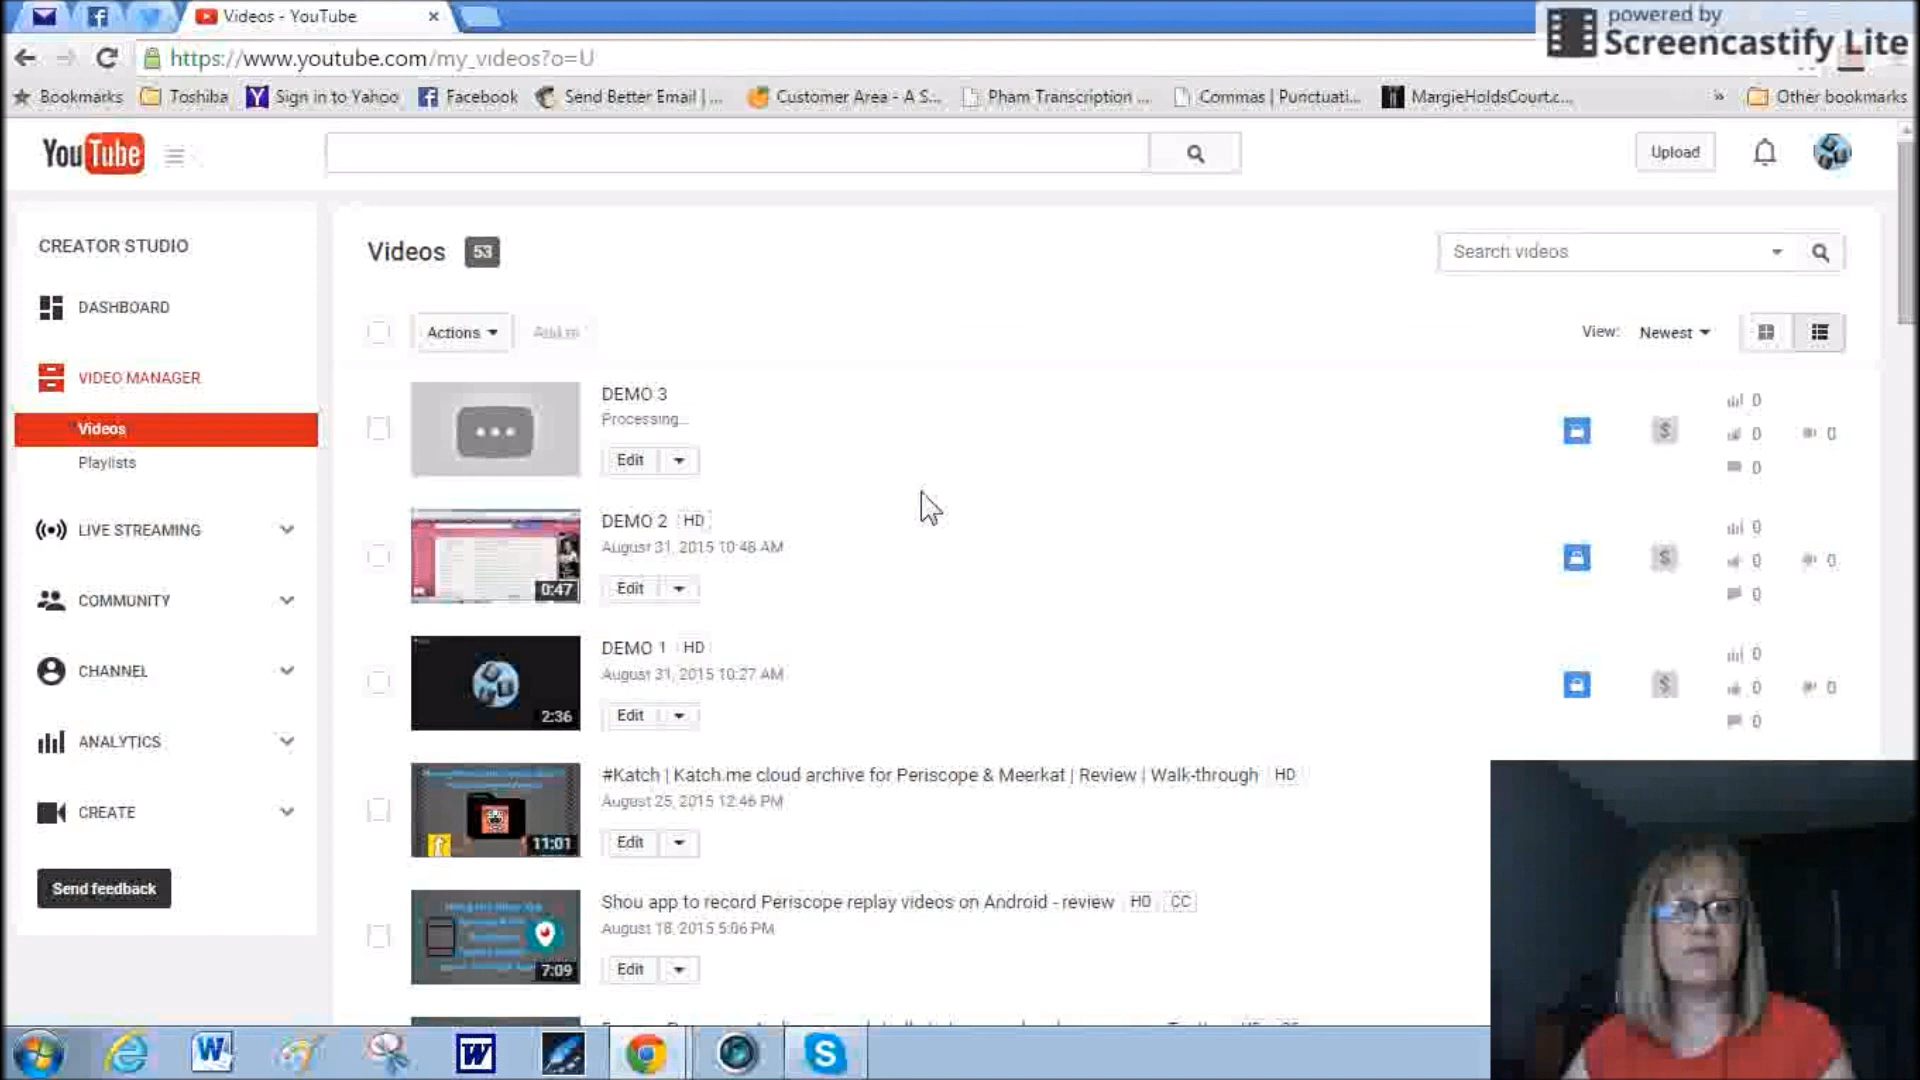 Videos - YouTube
powered by
Screencastify Lite
https://www.youtube.com/my_videos?o=U
Bookmarks Toshiba Sign in to Yahoo Facebook Send Better Email | ... Customer Area - A S... Pham Transcription ... Commas | Punctuati... MargieHoldsCourt.c... » Other bookmarks
YouTube
Upload
CREATOR STUDIO
Videos 53
Search videos
DASHBOARD
Actions
View: Newest
VIDEO MANAGER
Videos
Playlists
LIVE STREAMING
COMMUNITY
CHANNEL
ANALYTICS
CREATE
Send feedback
DEMO 3
Processing...
Edit
0
0 0
0
DEMO 2 HD
August 31, 2015 10:48 AM
0:47
Edit
0
0 0
0
DEMO 1 HD
August 31, 2015 10:27 AM
2:36
Edit
0
0 0
0
#Katch | Katch.me cloud archive for Periscope & Meerkat | Review | Walk-through HD
August 25, 2015 12:46 PM
11:01
Edit
Shou app to record Periscope replay videos on Android - review HD CC
August 18, 2015 5:06 PM
7:09
Edit